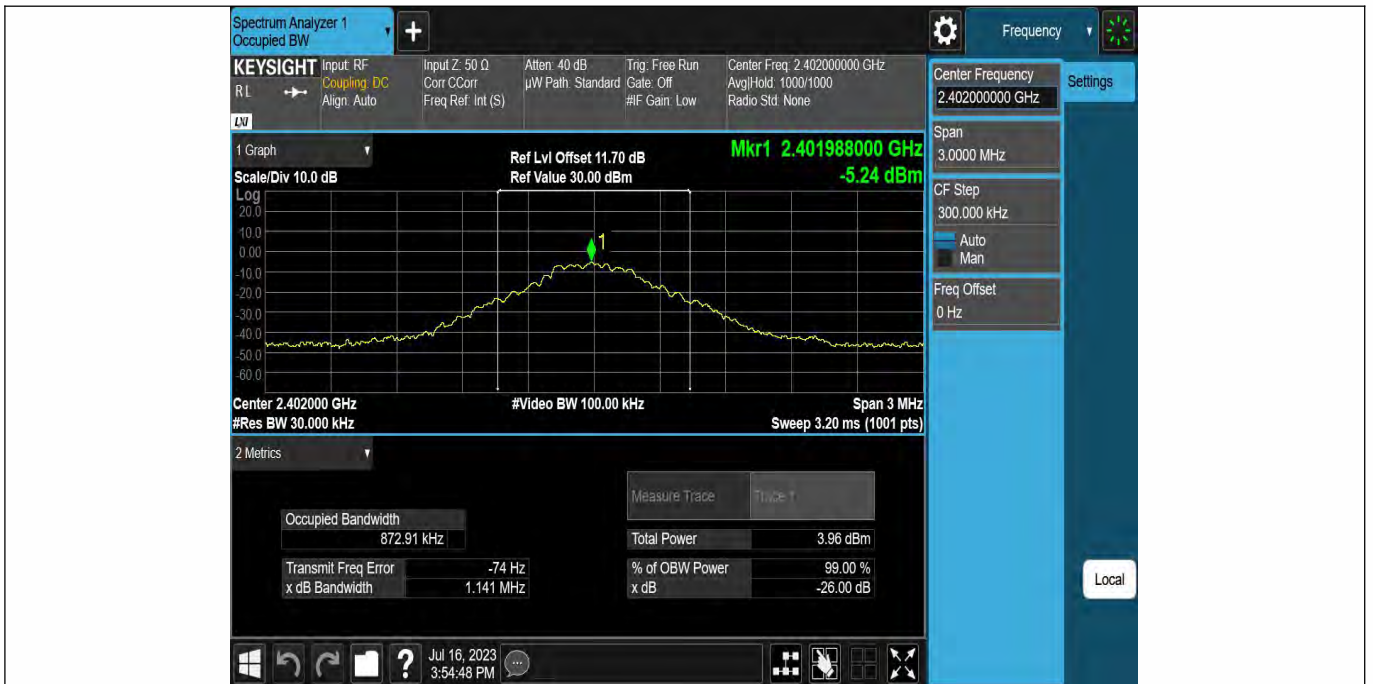 Spectrum Analyzer 1
Occupied BW
+
Frequency
KEYSIGHT
R L
LXI
Input: RF
Coupling: DC
Align: Auto
Input Z: 50 Ω
Corr CCorr
Freq Ref: Int (S)
Atten: 40 dB
µW Path: Standard
Trig: Free Run
Gate: Off
#IF Gain: Low
Center Freq: 2.402000000 GHz
Avg|Hold: 1000/1000
Radio Std: None
Center Frequency
2.402000000 GHz
Settings
Span
3.0000 MHz
CF Step
300.000 kHz
Auto
Man
Freq Offset
0 Hz
Local
1 Graph
Scale/Div 10.0 dB
Ref Lvl Offset 11.70 dB
Ref Value 30.00 dBm
Mkr1 2.401988000 GHz
-5.24 dBm
Log
20.0
10.0
0.00
-10.0
-20.0
-30.0
-40.0
-50.0
-60.0
1
Center 2.402000 GHz
#Video BW 100.00 kHz
Span 3 MHz
#Res BW 30.000 kHz
Sweep 3.20 ms (1001 pts)
2 Metrics
Measure Trace
Trace 1
Occupied Bandwidth
872.91 kHz
Total Power
3.96 dBm
Transmit Freq Error
-74 Hz
% of OBW Power
99.00 %
x dB Bandwidth
1.141 MHz
x dB
-26.00 dB
?
Jul 16, 2023
3:54:48 PM